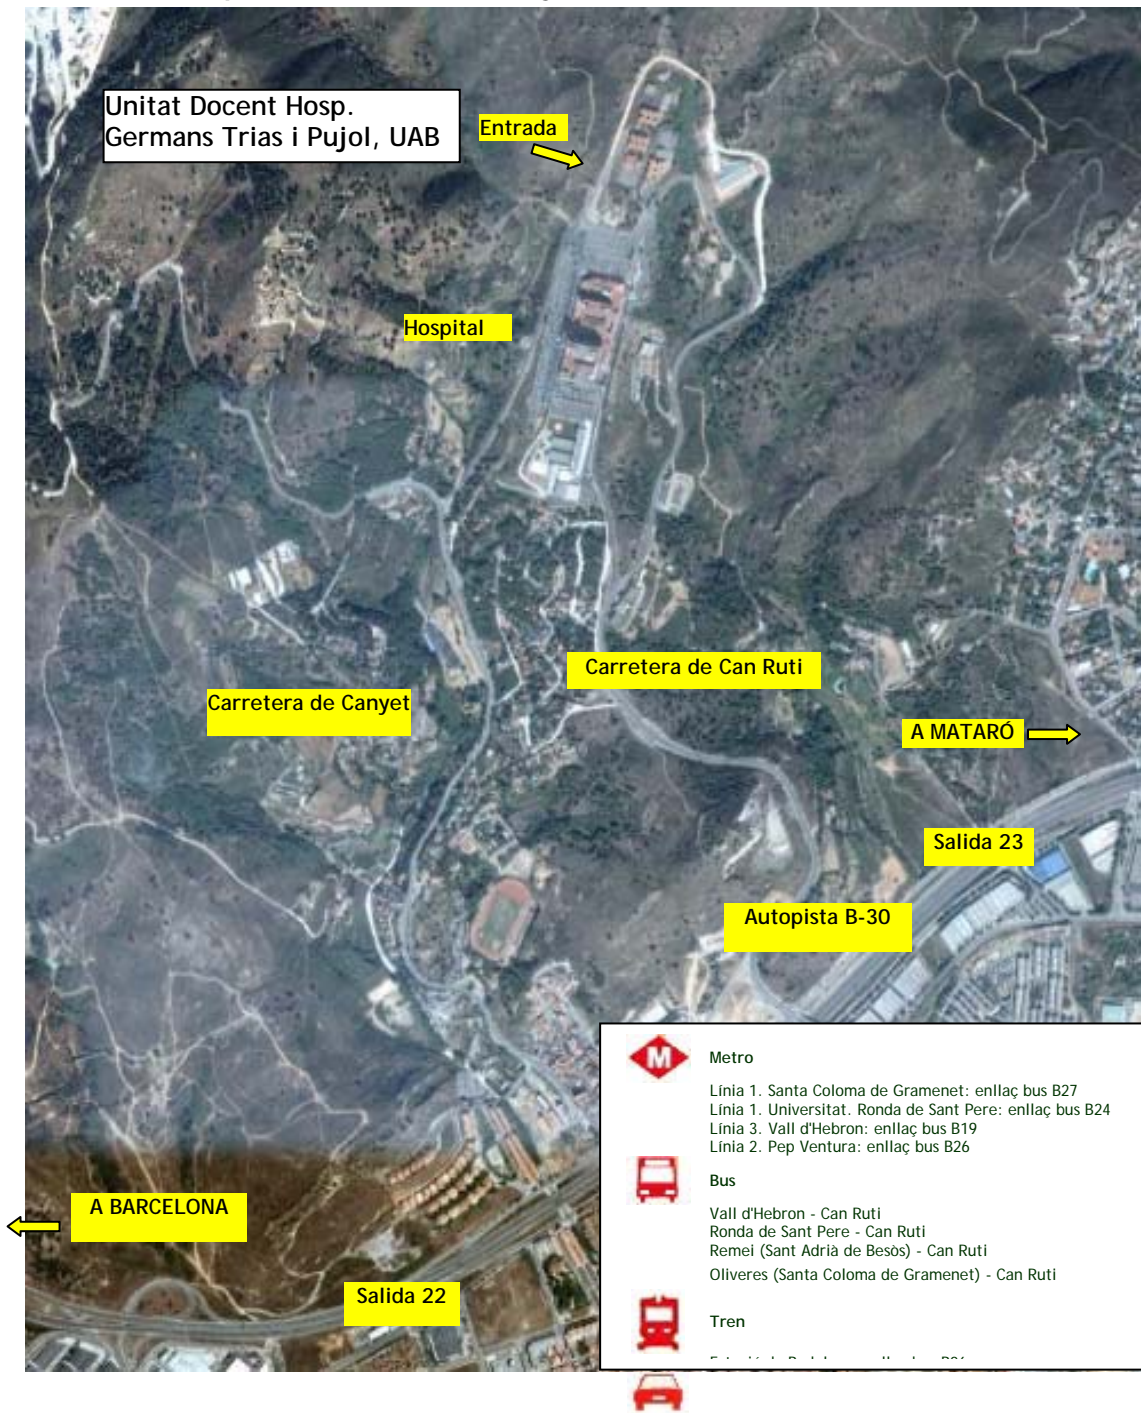 Unitat Docent Hosp.
Germans Trias i Pujol, UAB
Entrada
Hospital
Carretera de Can Ruti
Carretera de Canyet
A MATARÓ
Salida 23
Autopista B-30
M
Metro
Línia 1. Santa Coloma de Gramenet: enllaç bus B27
Línia 1. Universitat. Ronda de Sant Pere: enllaç bus B24
Línia 3. Vall d'Hebron: enllaç bus B19
Línia 2. Pep Ventura: enllaç bus B26
Bus
Vall d'Hebron - Can Ruti
Ronda de Sant Pere - Can Ruti
Remei (Sant Adrià de Besòs) - Can Ruti
Oliveres (Santa Coloma de Gramenet) - Can Ruti
A BARCELONA
Salida 22
Tren